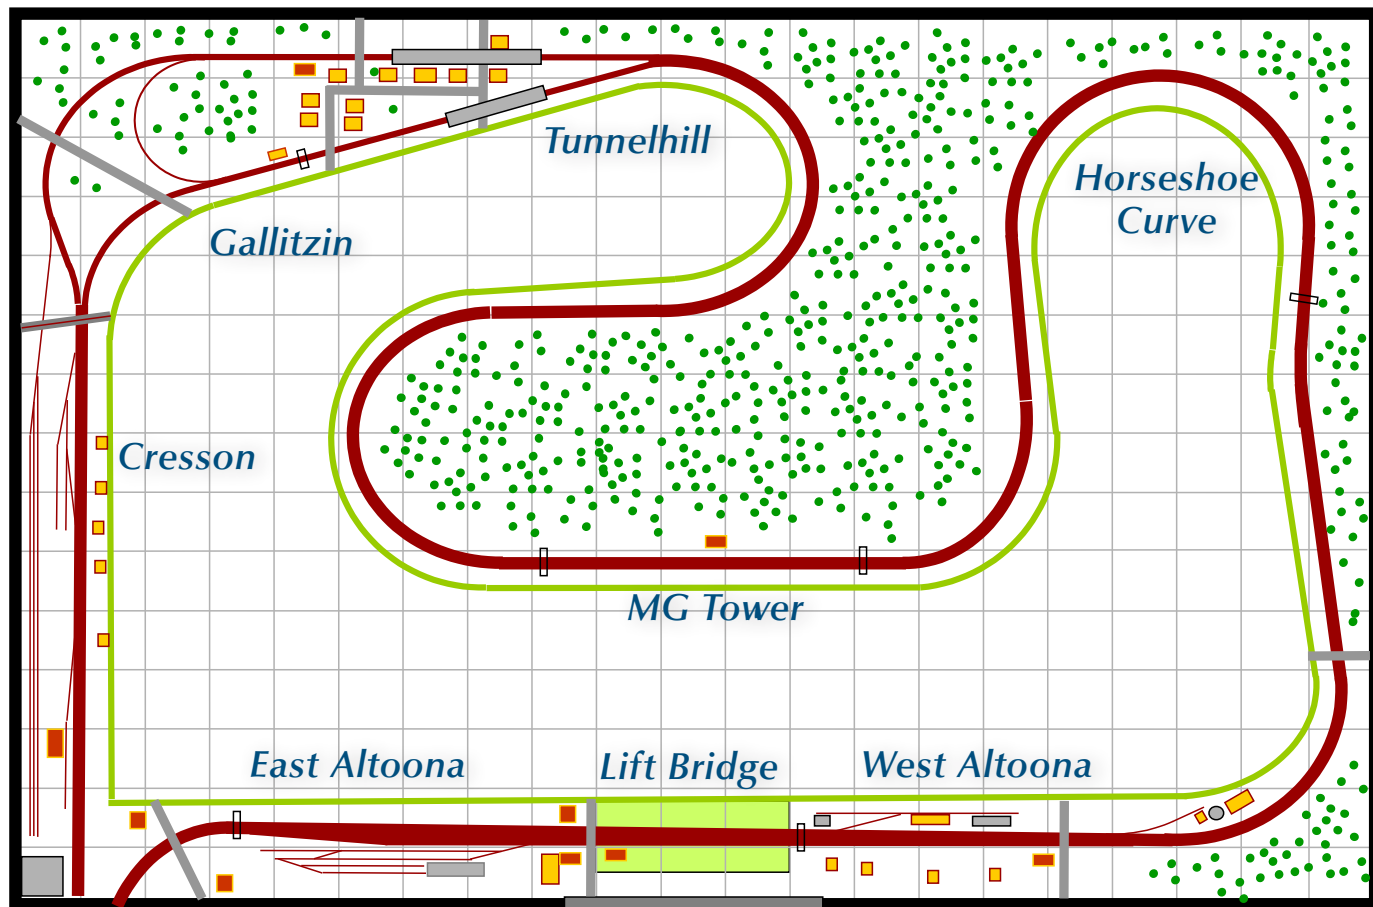 Tunnelhill
Horseshoe
Curve
Gallitzin
Cresson
MG Tower
East Altoona
Lift Bridge
West Altoona